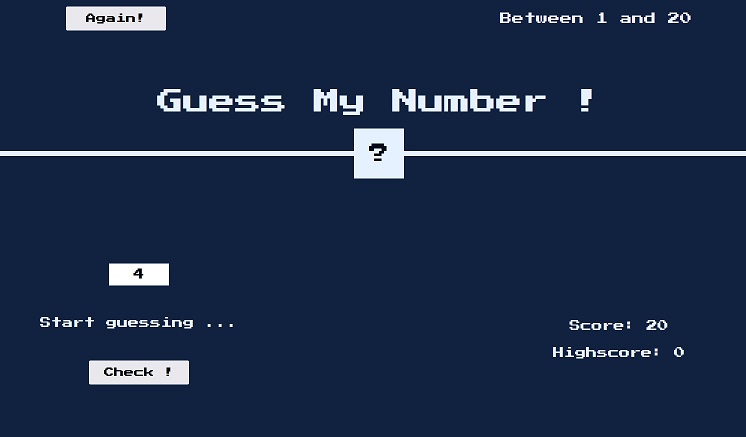 Again!
Between 1 and 20
Guess My Number !
?
4
Start guessing ...
Score: 20
Highscore: 0
Check !